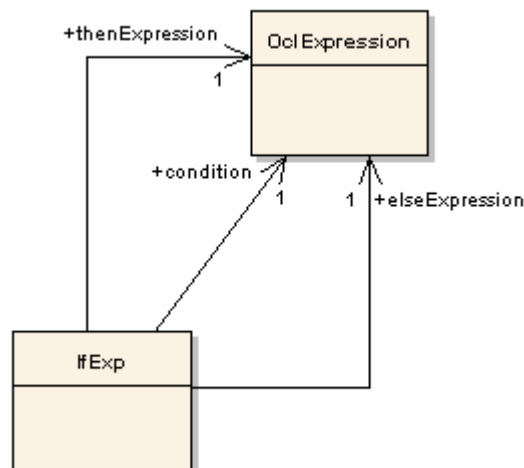 +thenExpression
OclExpression
1
+condition
1
1
+elseExpression
IfExp